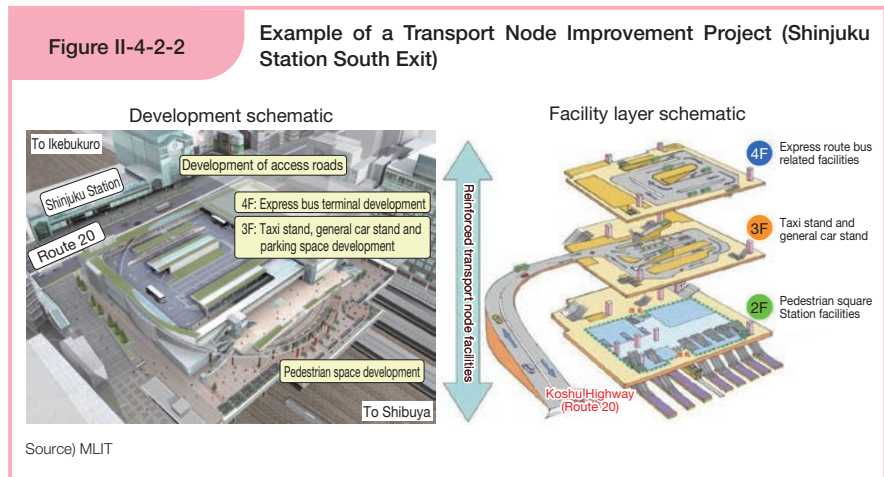 Figure II-4-2-2
Example of a Transport Node Improvement Project (Shinjuku
Station South Exit)
Development schematic
To Ikebukuro
Development of access roads
Shinjuku Station
4F: Express bus terminal development
3F: Taxi stand, general car stand and
parking space development
Route 20
Pedestrian space development
To Shibuya
Facility layer schematic
Reinforced transport node facilities
4F
Express route bus
related facilities
3F
Taxi stand and
general car stand
2F
Pedestrian square
Station facilities
Koshu Highway
(Route 20)
Source) MLIT